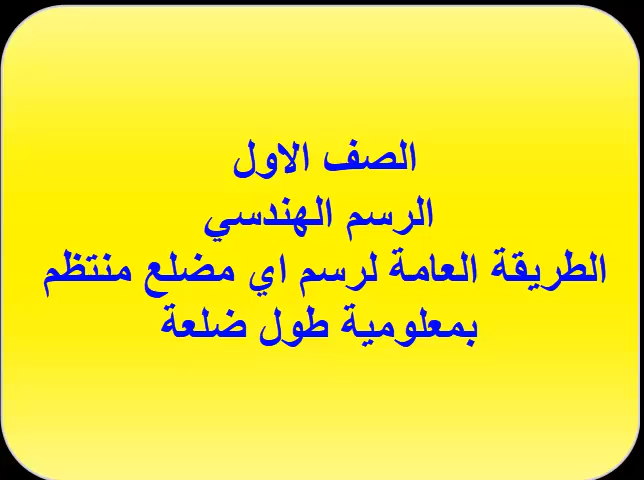 الصف الاول
الرسم الهندسي
الطريقة العامة لرسم اي مضلع منتظم
بمعلومية طول ضلعة